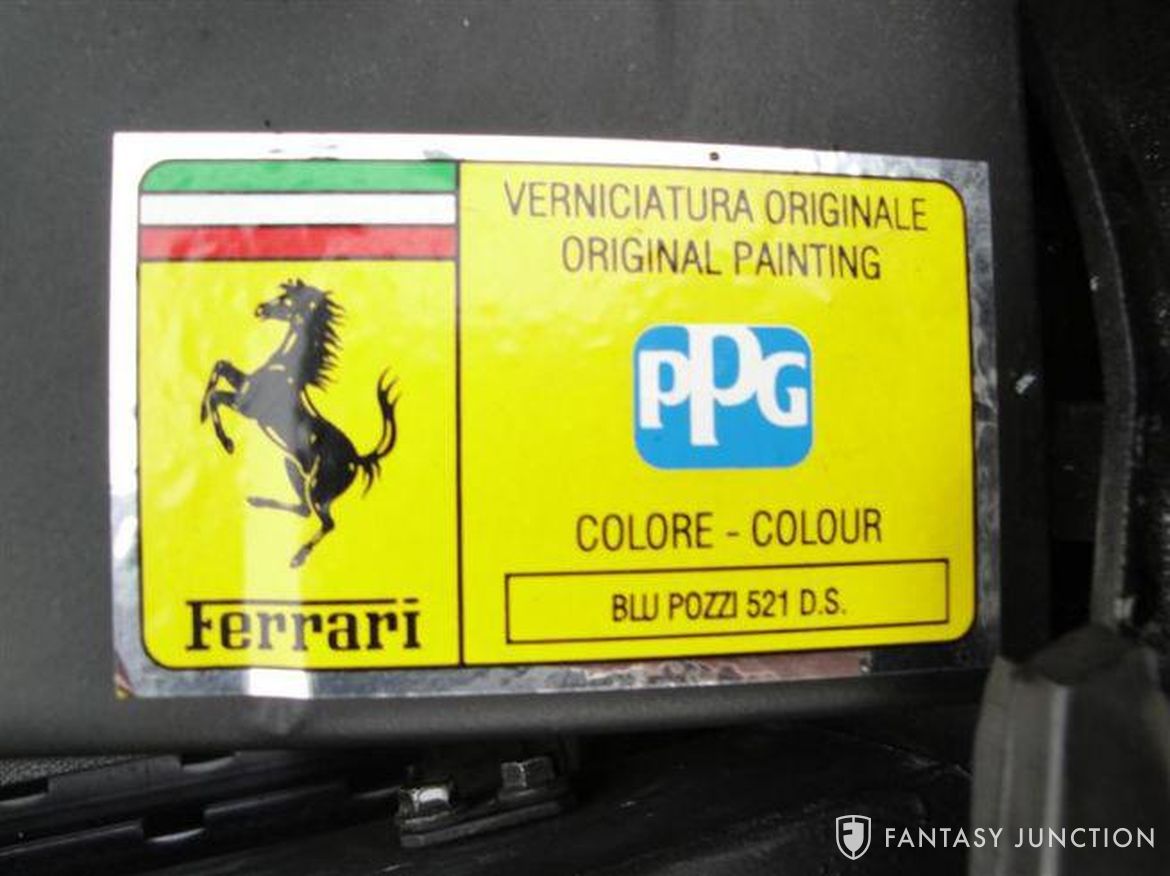 VERNICIATURA ORIGINALE
ORIGINAL PAINTING
PPG
COLORE - COLOUR
BLU POZZI 521 D.S.
Ferrari
FANTASY JUNCTION